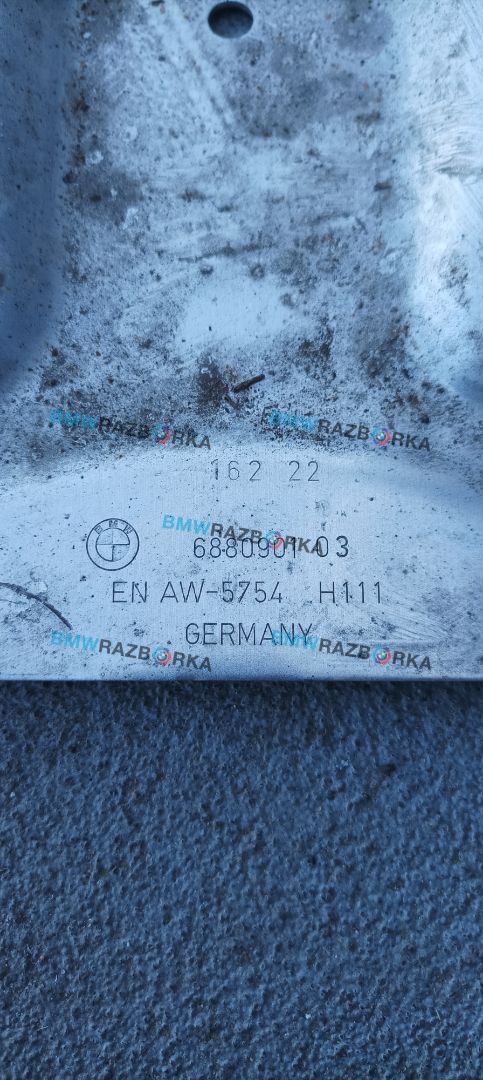 BMWRAZBORKA BMWRAZBORKA
162 22
BMWRAZBORKA
6880901 03
EN AW-5754 H111
GERMANY
BMWRAZBORKA BMWRAZBORKA